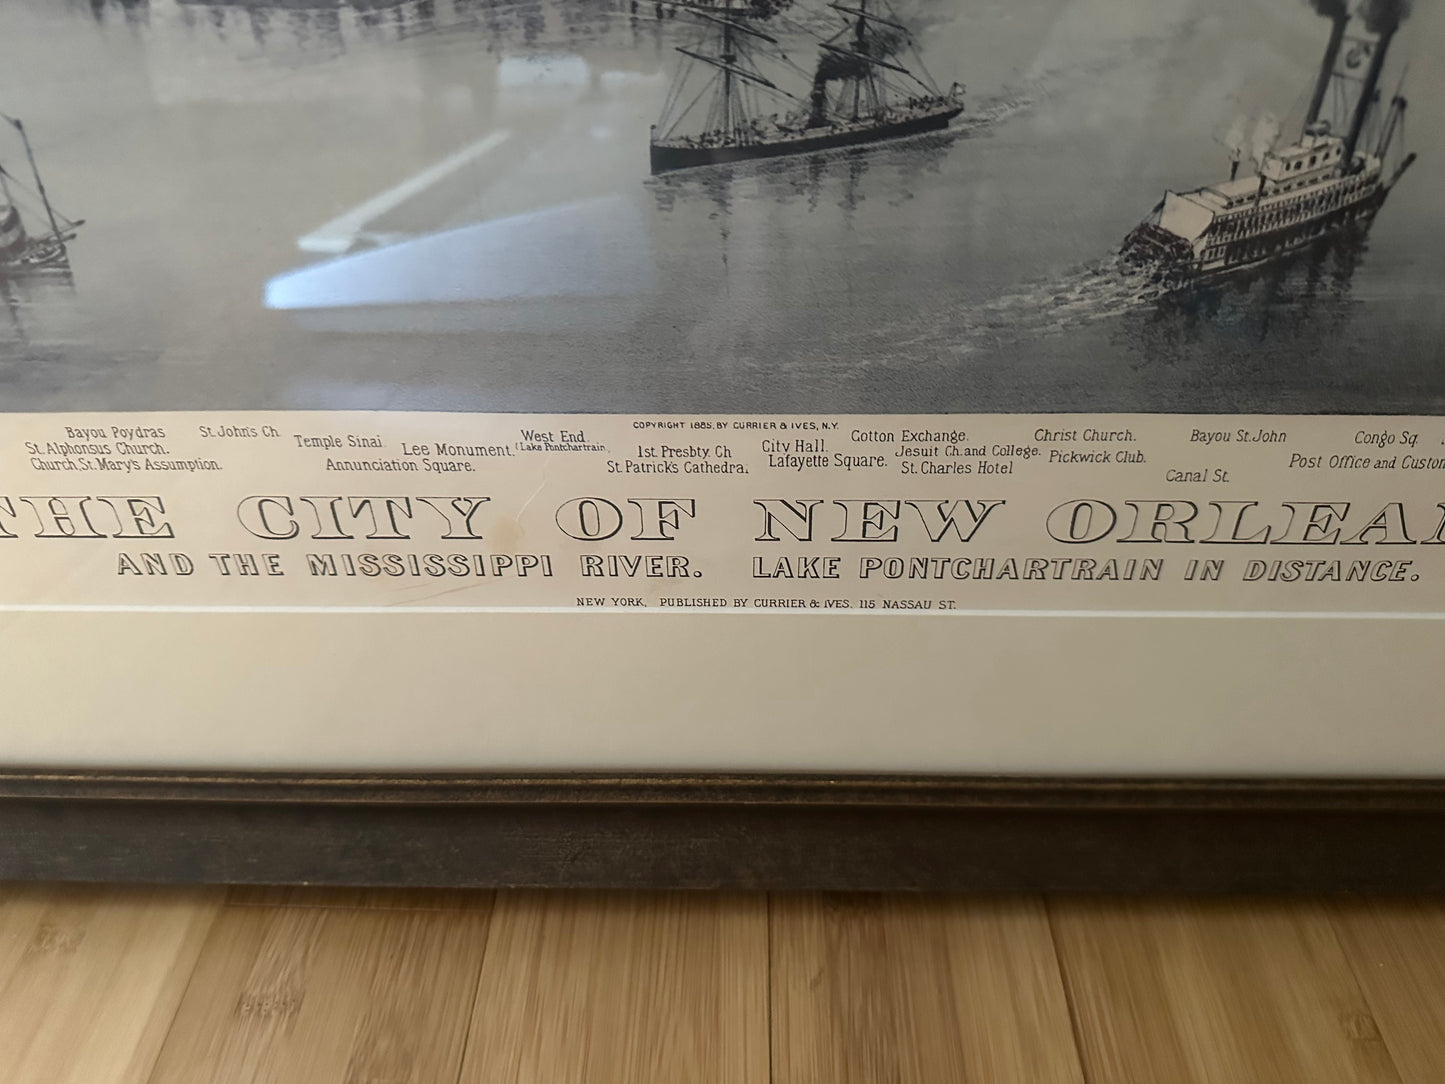 COPYRIGHT 1885, BY CURRIER & IVES, N.Y.
Bayou Poydras
St. Alphonsus Church.
Church, St. Mary's Assumption.
St. John's Ch.
Temple Sinai.
Annunciation Square.
Lee Monument.
West End.
(Lake Pontchartrain.
1st. Presbty. Ch
St. Patrick's Cathedra.
City Hall.
Lafayette Square.
Cotton Exchange.
Jesuit Ch. and College.
St. Charles Hotel
Christ Church.
Pickwick Club.
Bayou St. John
Canal St.
Congo Sq.
Post Office and Custom
THE CITY OF NEW ORLEAN
AND THE MISSISSIPPI RIVER. LAKE PONTCHARTRAIN IN DISTANCE.
NEW YORK, PUBLISHED BY CURRIER & IVES. 115 NASSAU ST.